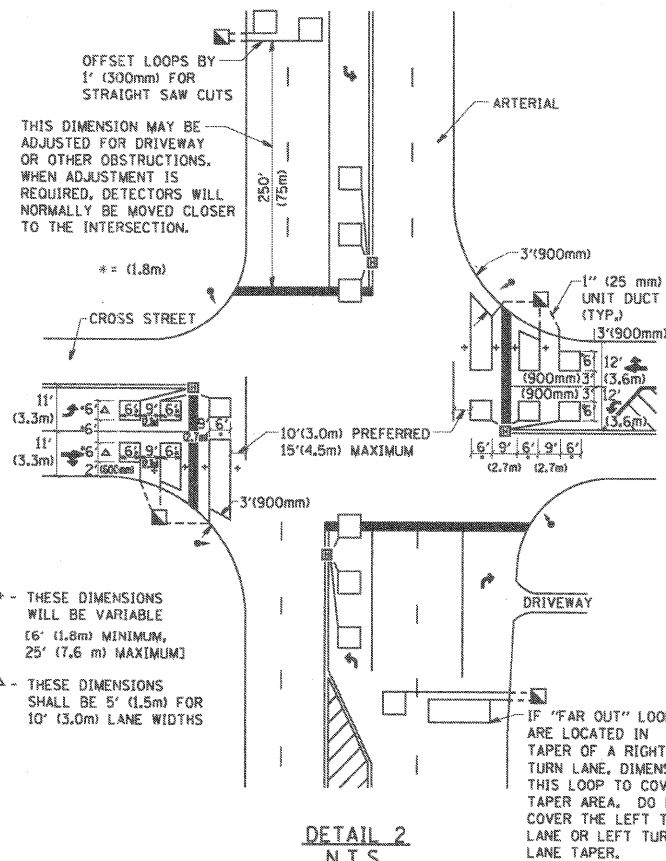 OFFSET LOOPS BY
1' (300mm) FOR
STRAIGHT SAW CUTS
ARTERIAL
THIS DIMENSION MAY BE
ADJUSTED FOR DRIVEWAY
OR OTHER OBSTRUCTIONS.
WHEN ADJUSTMENT IS
REQUIRED, DETECTORS WILL
NORMALLY BE MOVED CLOSER
TO THE INTERSECTION.
250'
(75m)
* = (1.8m)
3'(900mm)
1" (25 mm)
UNIT DUCT
(TYP.)
CROSS STREET
3'(900mm)
6'
12'
(3.6m)
(900mm) 3'
(900mm) 3'
12'
(3.6m)
6'
11'
(3.3m)
*6' △ 6' 9' 6'
*6'
9' 6'
(2.7m)
11'
(3.3m)
*6' △ 6' 9' 6'
2' (600mm)
10'(3.0m) PREFERRED
15'(4.5m) MAXIMUM
6' 9' 6' 9' 6'
(2.7m) (2.7m)
3'(900mm)
+ - THESE DIMENSIONS
WILL BE VARIABLE
[6' (1.8m) MINIMUM,
25' (7.6 m) MAXIMUM]
△ - THESE DIMENSIONS
SHALL BE 5' (1.5m) FOR
10' (3.0m) LANE WIDTHS
DRIVEWAY
IF "FAR OUT" LOO
ARE LOCATED IN
TAPER OF A RIGHT
TURN LANE, DIMENS
THIS LOOP TO COV
TAPER AREA. DO
COVER THE LEFT T
LANE OR LEFT TUR
LANE TAPER.
DETAIL 2
N.T.S.